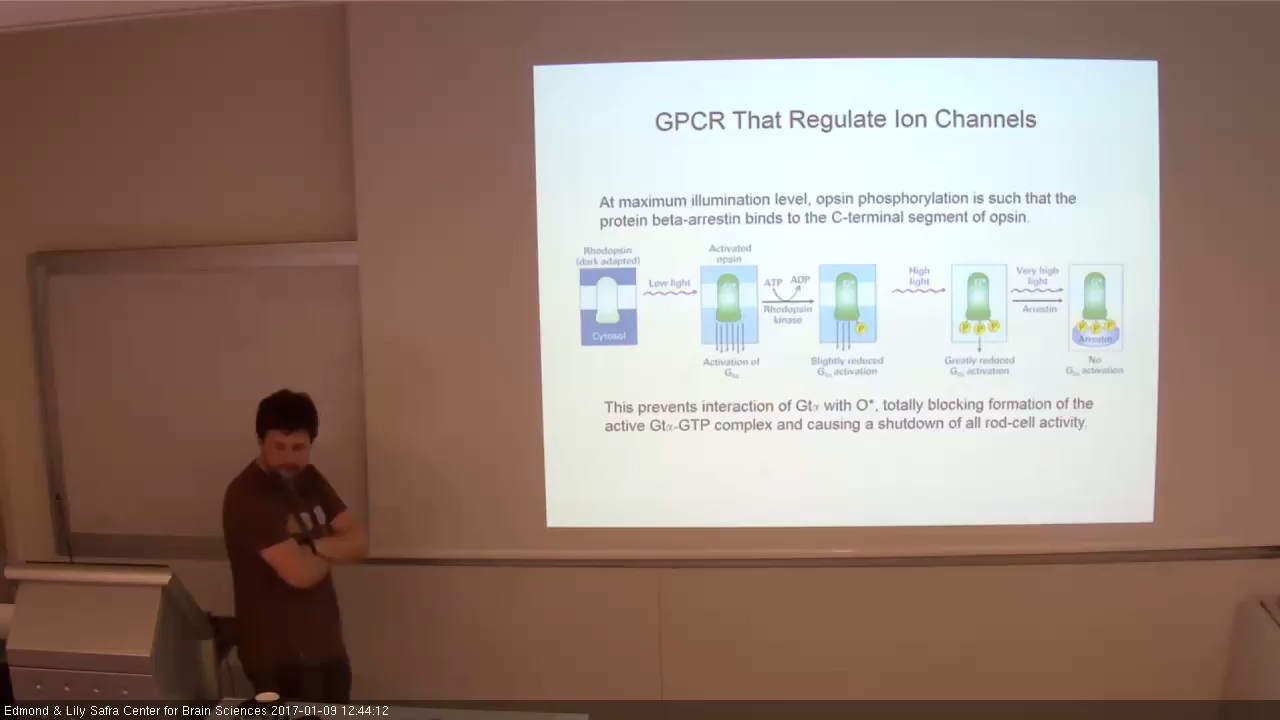 GPCR That Regulate Ion Channels
At maximum illumination level, opsin phosphorylation is such that the
protein beta-arrestin binds to the C-terminal segment of opsin.
Rhodopsin
(dark adapted)
Cytosol
Low light
Activated
opsin
Activation of
Gtα
ATP ADP
Rhodopsin
kinase
P
Slightly reduced
Gtα activation
High
light
P P P
Greatly reduced
Gtα activation
Very high
light
Arrestin
P P P
Arrestin
No
Gtα activation
This prevents interaction of Gtα with O*, totally blocking formation of the
active Gtα-GTP complex and causing a shutdown of all rod-cell activity.
Edmond & Lily Safra Center for Brain Sciences 2017-01-09 12:44:12